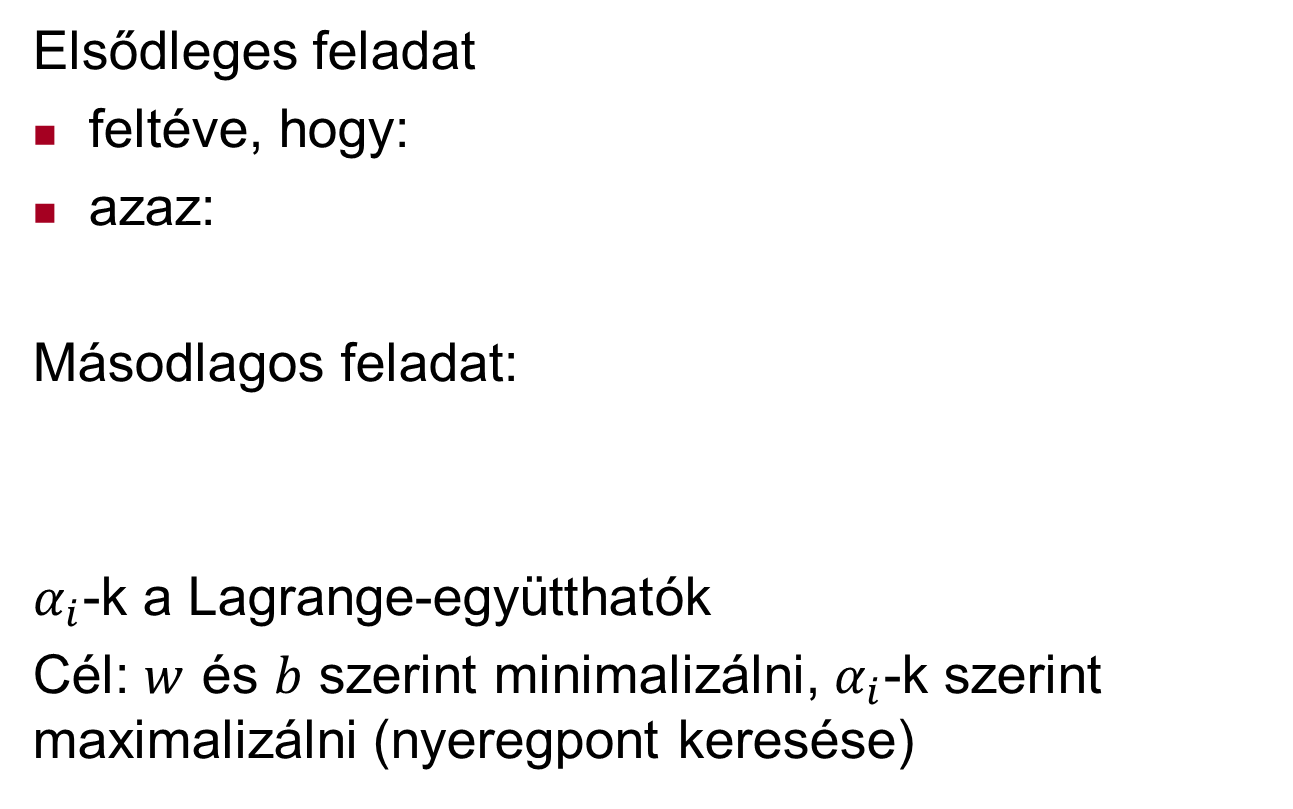 Elsődleges feladat
▪ feltéve, hogy:
▪ azaz:
Másodlagos feladat:
𝛼ᵢ-k a Lagrange-együtthatók
Cél: 𝑤 és 𝑏 szerint minimalizálni, 𝛼ᵢ-k szerint
maximalizálni (nyeregpont keresése)